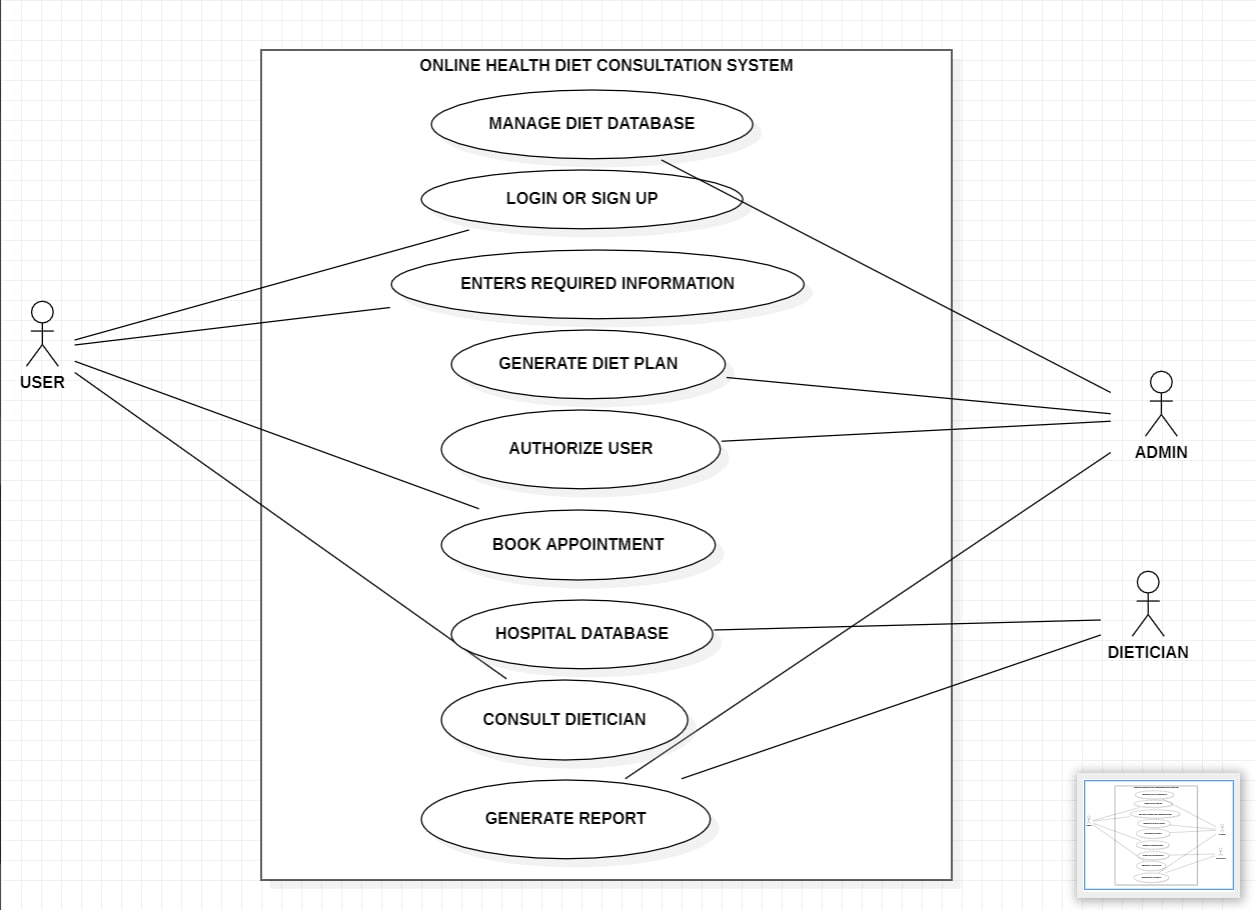 ONLINE HEALTH DIET CONSULTATION SYSTEM
MANAGE DIET DATABASE
LOGIN OR SIGN UP
ENTERS REQUIRED INFORMATION
GENERATE DIET PLAN
USER
AUTHORIZE USER
ADMIN
BOOK APPOINTMENT
HOSPITAL DATABASE
DIETICIAN
CONSULT DIETICIAN
GENERATE REPORT